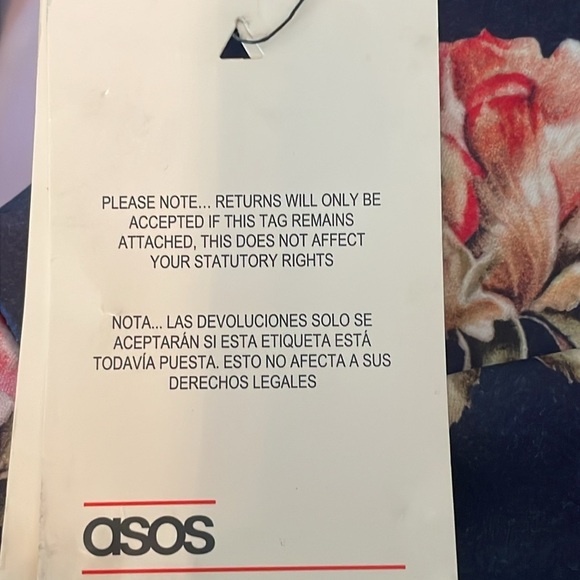 PLEASE NOTE... RETURNS WILL ONLY BE
ACCEPTED IF THIS TAG REMAINS
ATTACHED, THIS DOES NOT AFFECT
YOUR STATUTORY RIGHTS
NOTA... LAS DEVOLUCIONES SOLO SE
ACEPTARÁN SI ESTA ETIQUETA ESTÁ
TODAVÍA PUESTA. ESTO NO AFECTA A SUS
DERECHOS LEGALES
asos